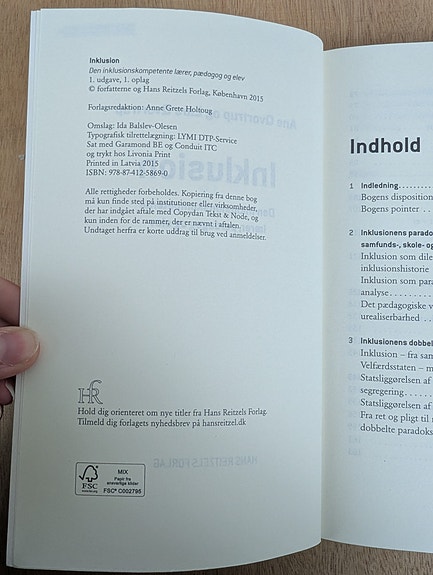 Inklusion
Den inklusionskompetente lærer, pædagog og elev
1. udgave, 1. oplag
© forfatterne og Hans Reitzels Forlag, København 2015
Forlagsredaktion: Anne Grete Holtoug
Omslag: Ida Balslev-Olesen
Typografisk tilrettelægning: LYMI DTP-Service
Sat med Garamond BE og Conduit ITC
og trykt hos Livonia Print
Printed in Latvia 2015
ISBN: 978-87-412-5869-0
Alle rettigheder forbeholdes. Kopiering fra denne bog
må kun finde sted på institutioner eller virksomheder,
der har indgået aftale med Copydan Tekst & Node, og
kun inden for de rammer, der er nævnt i aftalen.
Undtaget herfra er korte uddrag til brug ved anmeldelser.
HR
Hold dig orienteret om nye titler fra Hans Reitzels Forlag.
Tilmeld dig forlagets nyhedsbrev på hansreitzel.dk
FSC
www.fsc.org
MIX
Papir fra
ansvarlige kilder
FSC® C002795
Indhold
1 Indledning........
Bogens disposition
Bogens pointer ..
2 Inklusionens parado
samfunds-, skole- og
Inklusion som dile
inklusionshistorie
Inklusion som par
analyse..........
Det pædagogiske v
urealiserbarhed ..
3 Inklusionens dobbel
Inklusion – fra sam
Velfærdsstaten – m
Statsliggørelsen af
segregering......
Statsliggørelsen af
Fra ret og pligt til
dobbelte paradoks